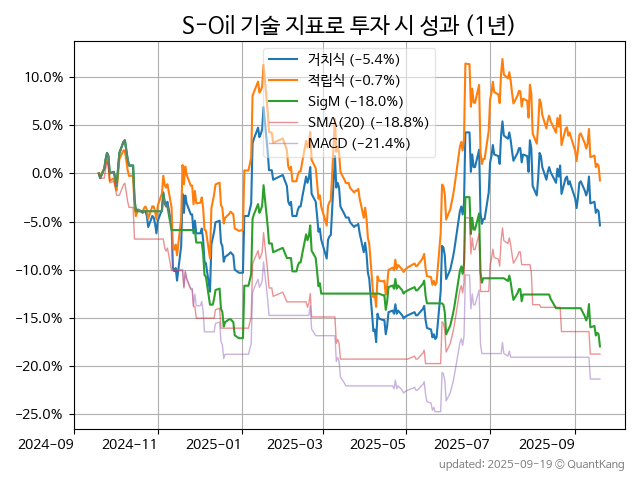 S-Oil 기술 지표로 투자 시 성과 (1년)
거치식 (−5.4%)
적립식 (−0.7%)
SigM (−18.0%)
SMA(20) (−18.8%)
MACD (−21.4%)
10.0%
5.0%
0.0%
−5.0%
−10.0%
−15.0%
−20.0%
−25.0%
2024-09 2024-11 2025-01 2025-03 2025-05 2025-07 2025-09
updated: 2025-09-19 © QuantKang